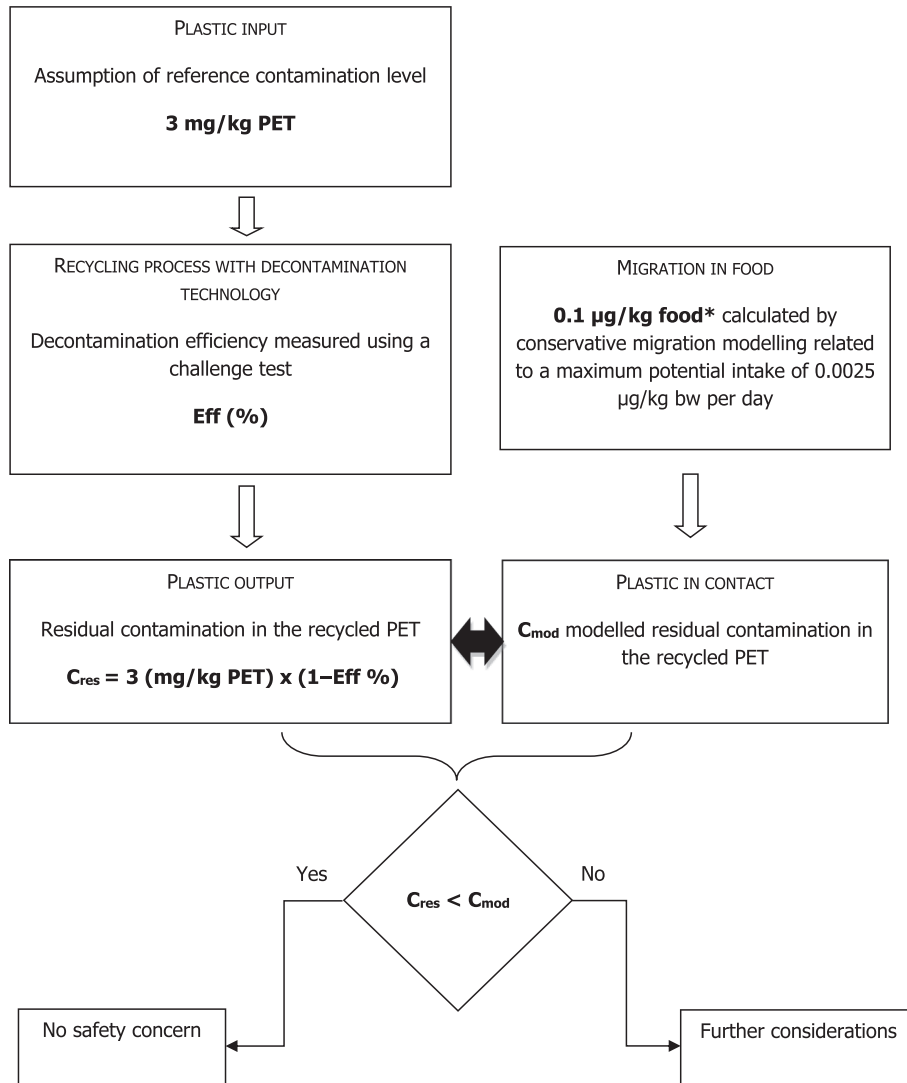 PLASTIC INPUT
Assumption of reference contamination level
3 mg/kg PET
RECYCLING PROCESS WITH DECONTAMINATION
TECHNOLOGY
Decontamination efficiency measured using a
challenge test
Eff (%)
MIGRATION IN FOOD
0.1 µg/kg food* calculated by
conservative migration modelling related
to a maximum potential intake of 0.0025
µg/kg bw per day
PLASTIC OUTPUT
Residual contamination in the recycled PET
Cres = 3 (mg/kg PET) x (1–Eff %)
PLASTIC IN CONTACT
Cmod modelled residual contamination in
the recycled PET
Yes
No
Cres < Cmod
No safety concern
Further considerations